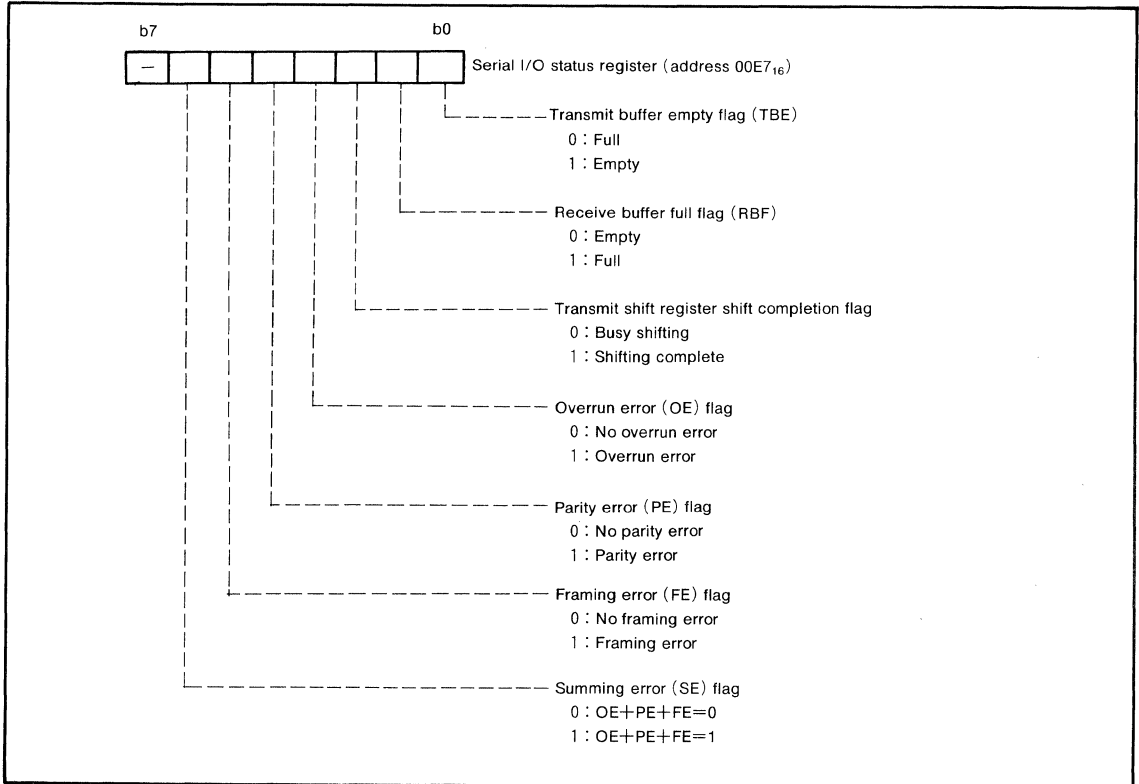 b7 b0
— Serial I/O status register (address 00E7₁₆)
Transmit buffer empty flag (TBE)
0 : Full
1 : Empty
Receive buffer full flag (RBF)
0 : Empty
1 : Full
Transmit shift register shift completion flag
0 : Busy shifting
1 : Shifting complete
Overrun error (OE) flag
0 : No overrun error
1 : Overrun error
Parity error (PE) flag
0 : No parity error
1 : Parity error
Framing error (FE) flag
0 : No framing error
1 : Framing error
Summing error (SE) flag
0 : OE+PE+FE=0
1 : OE+PE+FE=1